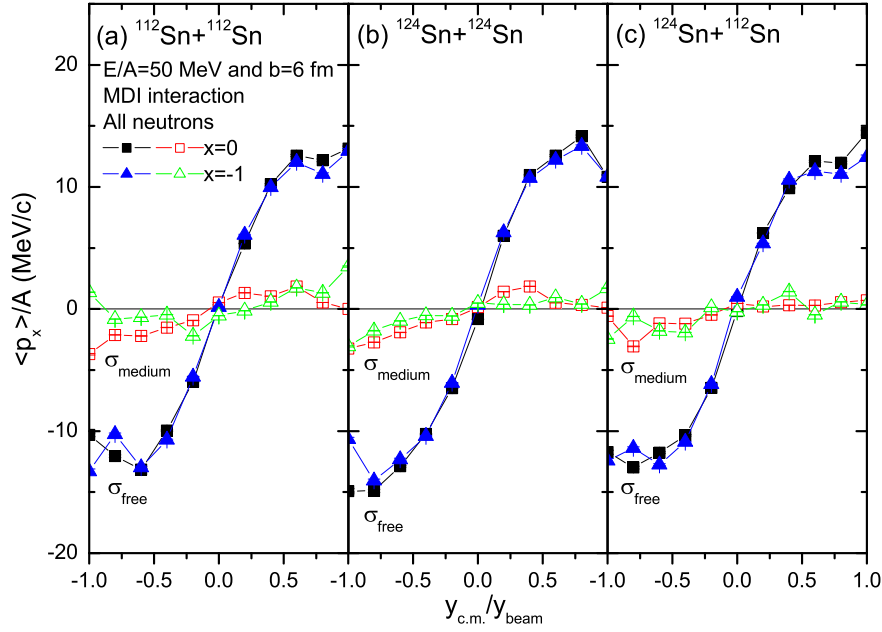 (a) ¹¹²Sn+¹¹²Sn
(b) ¹²⁴Sn+¹²⁴Sn
(c) ¹²⁴Sn+¹¹²Sn
E/A=50 MeV and b=6 fm
MDI interaction
All neutrons
x=0
x=-1
<pₓ>/A (MeV/c)
20
10
0
-10
-20
σmedium
σfree
σmedium
σfree
σmedium
σfree
-1.0 -0.5 0.0 0.5 -1.0 -0.5 0.0 0.5 -1.0 -0.5 0.0 0.5 1.0
y_c.m./y_beam